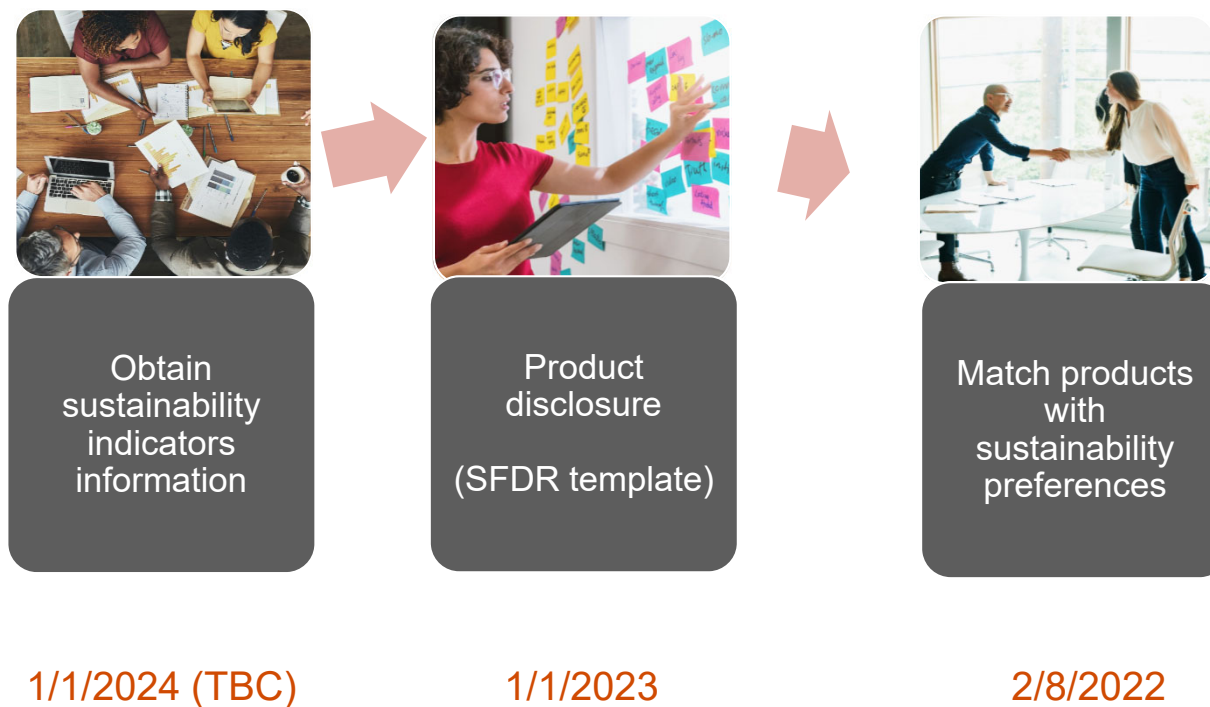 Obtain
sustainability
indicators
information
Product
disclosure
(SFDR template)
Match products
with
sustainability
preferences
1/1/2024 (TBC)
1/1/2023
2/8/2022